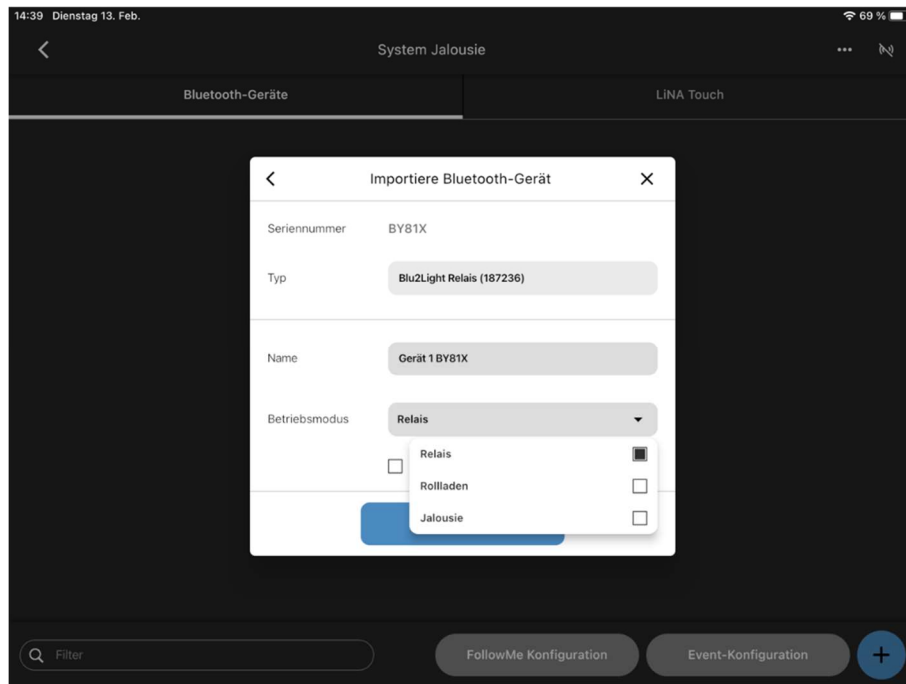 14:39 Dienstag 13. Feb.
69 %
System Jalousie
Bluetooth-Geräte
LiNA Touch
Importiere Bluetooth-Gerät
Seriennummer BY81X
Typ Blu2Light Relais (187236)
Name Gerät 1 BY81X
Betriebsmodus Relais
Relais
Rollladen
Jalousie
Filter
FollowMe Konfiguration
Event-Konfiguration